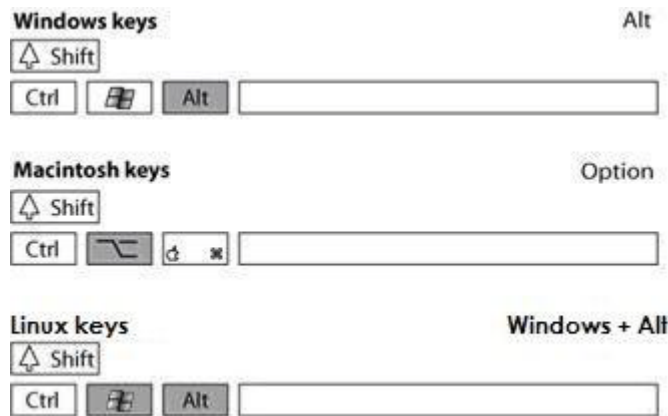 Windows keys Alt
Shift
Ctrl Alt
Macintosh keys Option
Shift
Ctrl
Linux keys Windows + Alt
Shift
Ctrl Alt